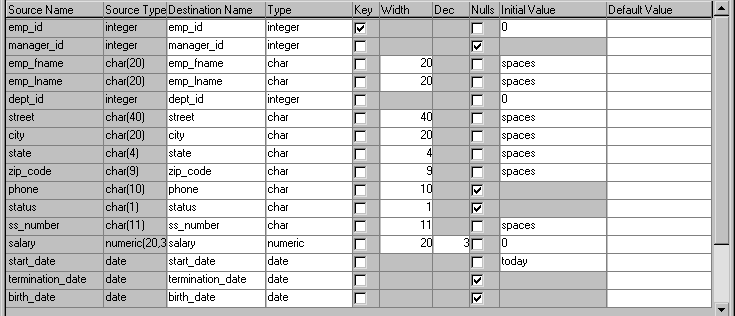 Source Name Source Type Destination Name Type Key Width Dec Nulls Initial Value Default Value
emp_id integer emp_id integer 0
manager_id integer manager_id integer
emp_fname char(20) emp_fname char 20 spaces
emp_lname char(20) emp_lname char 20 spaces
dept_id integer dept_id integer 0
street char(40) street char 40 spaces
city char(20) city char 20 spaces
state char(4) state char 4 spaces
zip_code char(9) zip_code char 9 spaces
phone char(10) phone char 10
status char(1) status char 1
ss_number char(11) ss_number char 11 spaces
salary numeric(20,3 salary numeric 20 3 0
start_date date start_date date today
termination_date date termination_date date
birth_date date birth_date date